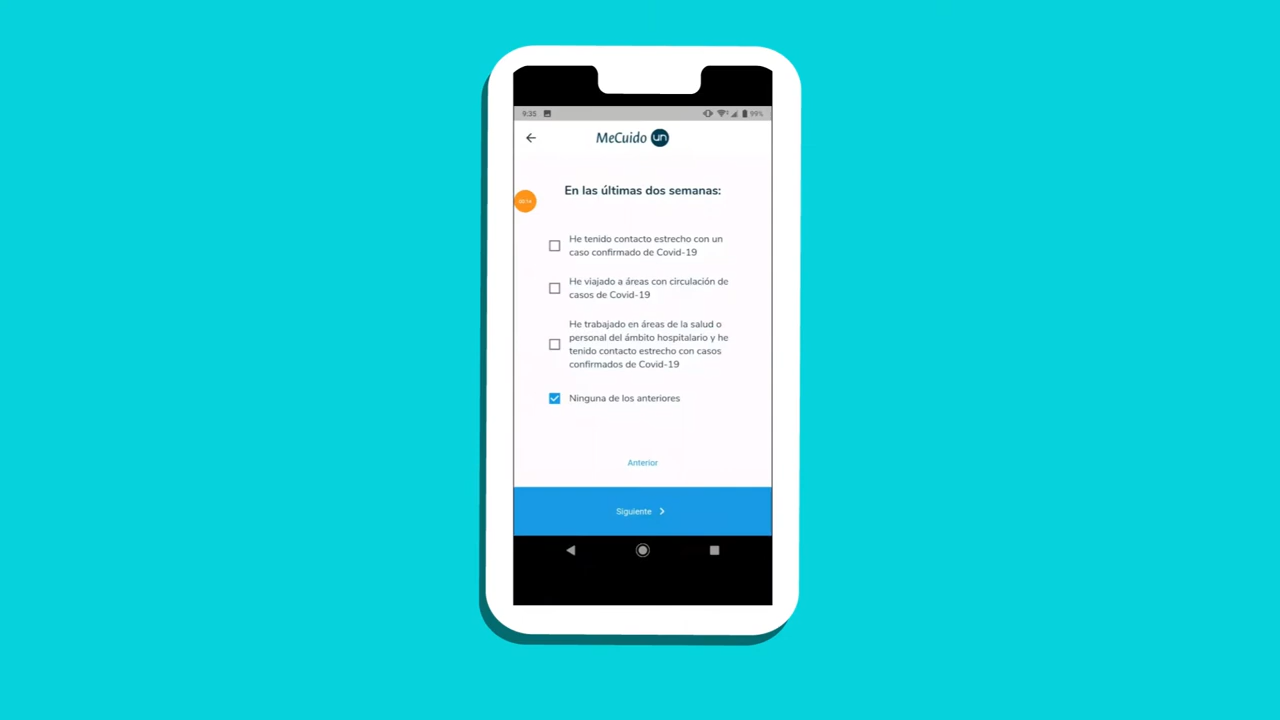 9:35
99%
MeCuido un
En las últimas dos semanas:
He tenido contacto estrecho con un
caso confirmado de Covid-19
He viajado a áreas con circulación de
casos de Covid-19
He trabajado en áreas de la salud o
personal del ámbito hospitalario y he
tenido contacto estrecho con casos
confirmados de Covid-19
Ninguna de los anteriores
Anterior
Siguiente